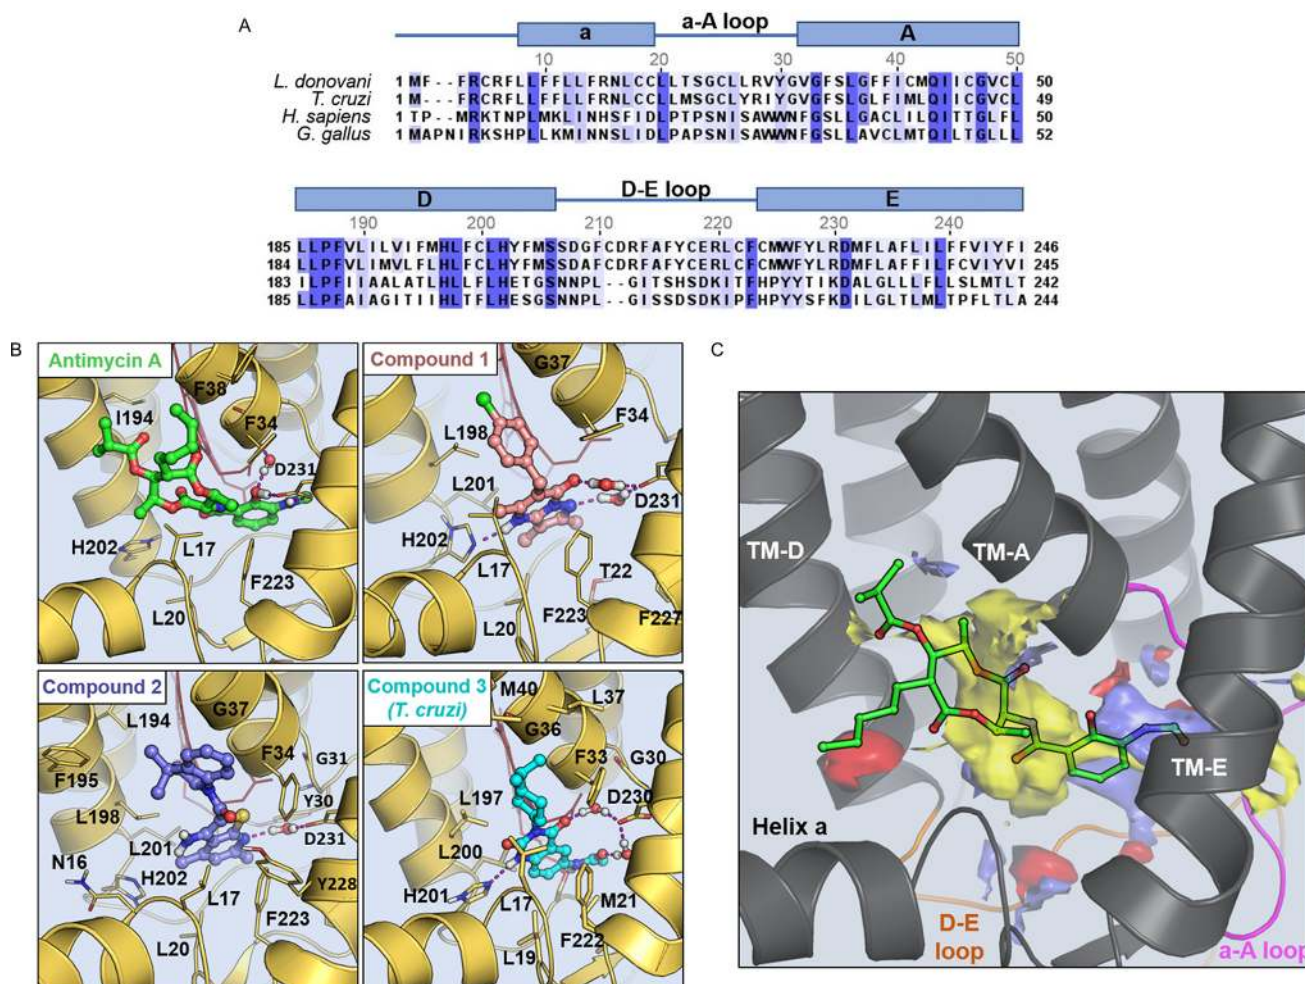 A
a
a-A loop
A
10 20 30 40 50
L. donovani 1 MF--FRCRFLLFFLLFRNLCCLLTSGCLLRVYGVGFSLGFFICMQIICGVCL 50
T. cruzi 1 M---FRCRFLLFFLLFRNLCCLLMSGCLYRIYGVGFSLGLFIMLQIICGVCL 49
H. sapiens 1 TP--MRKTNPLMKLINHSFIDLPTPSNISAWWNFGSLLGACLILQITTGLFL 50
G. gallus 1 MAPNIRKSHPLLKMINNSLIDLPAPSNISAWWNFGSLLAVCLMTQILTGLLL 52
D
D-E loop
E
190 200 210 220 230 240
185 LLPFVLILVIFMHLFCLHYFMSSDGFCDRFAFYCERLCFCMWFYLRDMFLAFLILFFVIYFI 246
184 LLPFVLIMVLFLHLFCLHYFMSSDAFCDRFAFYCERLCFCMWFYLRDMFLAFFILFCVIYVI 245
183 ILPFIIAALATLHLLFLHETGSNNPL--GITSHSDKITFHPYYTIKDALGLLLFLLSLMTLT 242
185 LLPFAIAGITIIHLTFLHESGSNNPL--GISSDSDKIPFHPYYSFKDILGLTLMLTPFLTLA 244
B
Antimycin A
F38
I194
F34
D231
H202
L17
F223
L20
Compound 1
G37
F34
L198
L201
D231
H202
L17
T22
F223
L20
F227
Compound 2
L194
G37
F195
F34
G31
Y30
L198
D231
N16
L201
H202
Y228
L17
F223
L20
Compound 3
(T. cruzi)
M40
L37
G36
F33
G30
L197
D230
L200
H201
L17
M21
F222
L19
C
TM-D
TM-A
TM-E
Helix a
D-E
loop
a-A loop